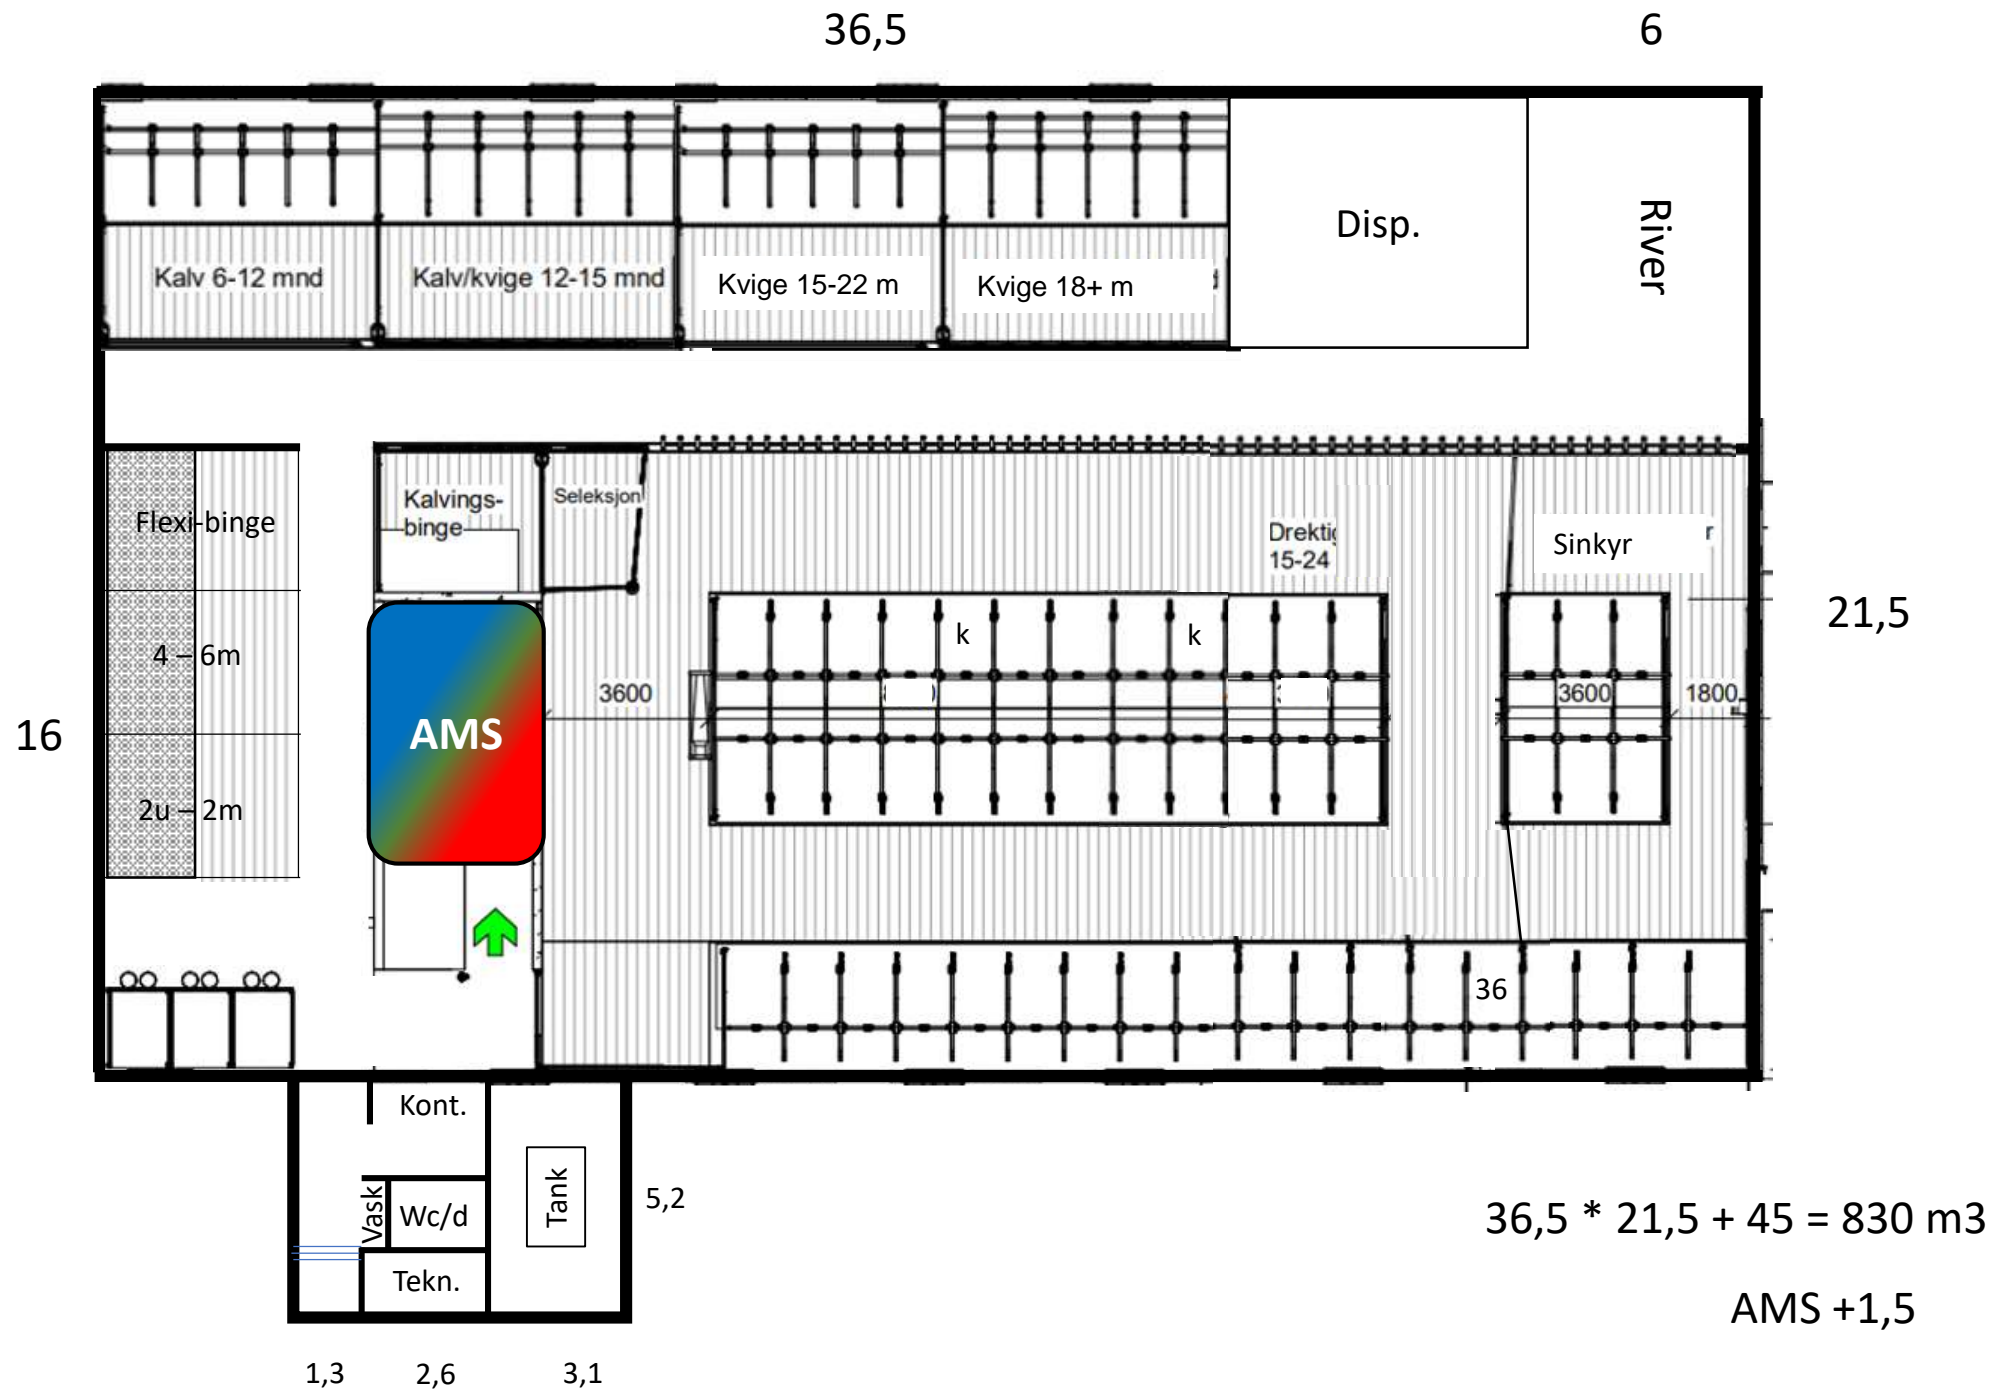 36,5
6
Kalv 6-12 mnd
Kalv/kvige 12-15 mnd
Kvige 15-22 m
Kvige 18+ m
Disp.
River
Flexi-binge
Kalvings-
binge
Seleksjon
15-24
Sinkyr
r
k
k
4 – 6m
21,5
3600
3600
1800
AMS
16
2u – 2m
36
Kont.
Vask
Wc/d
Tank
5,2
Tekn.
36,5 * 21,5 + 45 = 830 m3
AMS +1,5
1,3
2,6
3,1